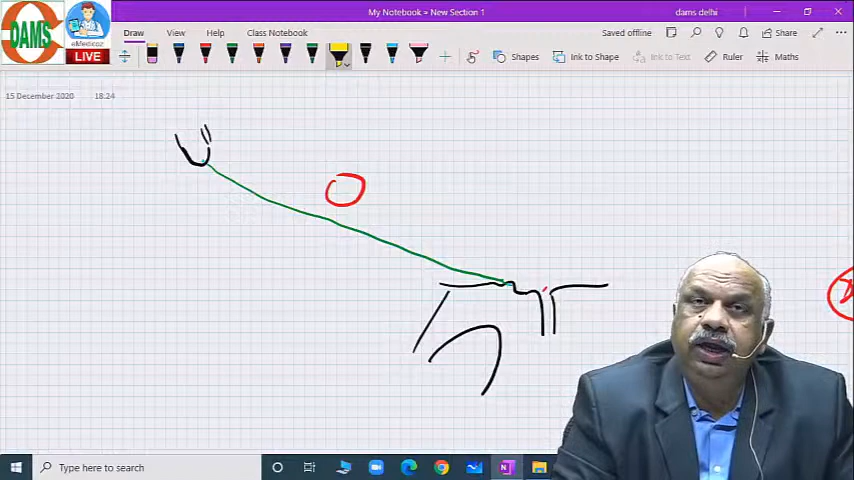 DAMS
eMedicoz
LIVE
My Notebook » New Section 1
dams delhi
Draw
View
Help
Class Notebook
Saved offline
Share
Shapes
Ink to Shape
Ink to Text
Ruler
Maths
15 December 2020
18:24
Type here to search